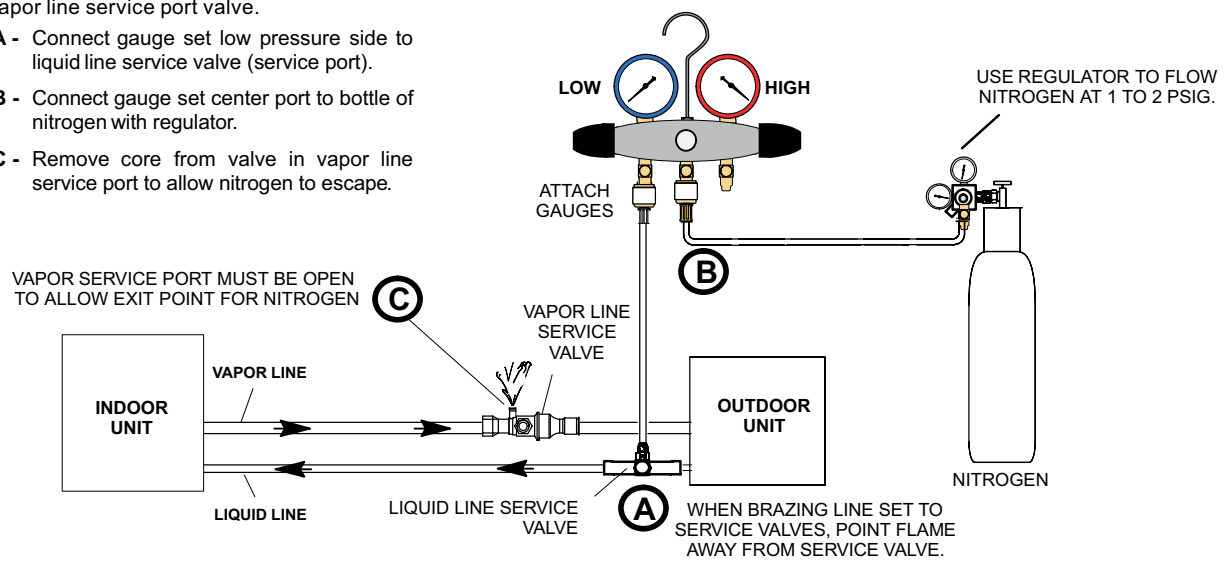 vapor line service port valve.
A - Connect gauge set low pressure side to
liquid line service valve (service port).
B - Connect gauge set center port to bottle of
nitrogen with regulator.
C - Remove core from valve in vapor line
service port to allow nitrogen to escape.
LOW
HIGH
USE REGULATOR TO FLOW
NITROGEN AT 1 TO 2 PSIG.
ATTACH
GAUGES
B
VAPOR SERVICE PORT MUST BE OPEN
TO ALLOW EXIT POINT FOR NITROGEN
C
VAPOR LINE
SERVICE
VALVE
VAPOR LINE
INDOOR
UNIT
OUTDOOR
UNIT
NITROGEN
LIQUID LINE
LIQUID LINE SERVICE
VALVE
A
WHEN BRAZING LINE SET TO
SERVICE VALVES, POINT FLAME
AWAY FROM SERVICE VALVE.